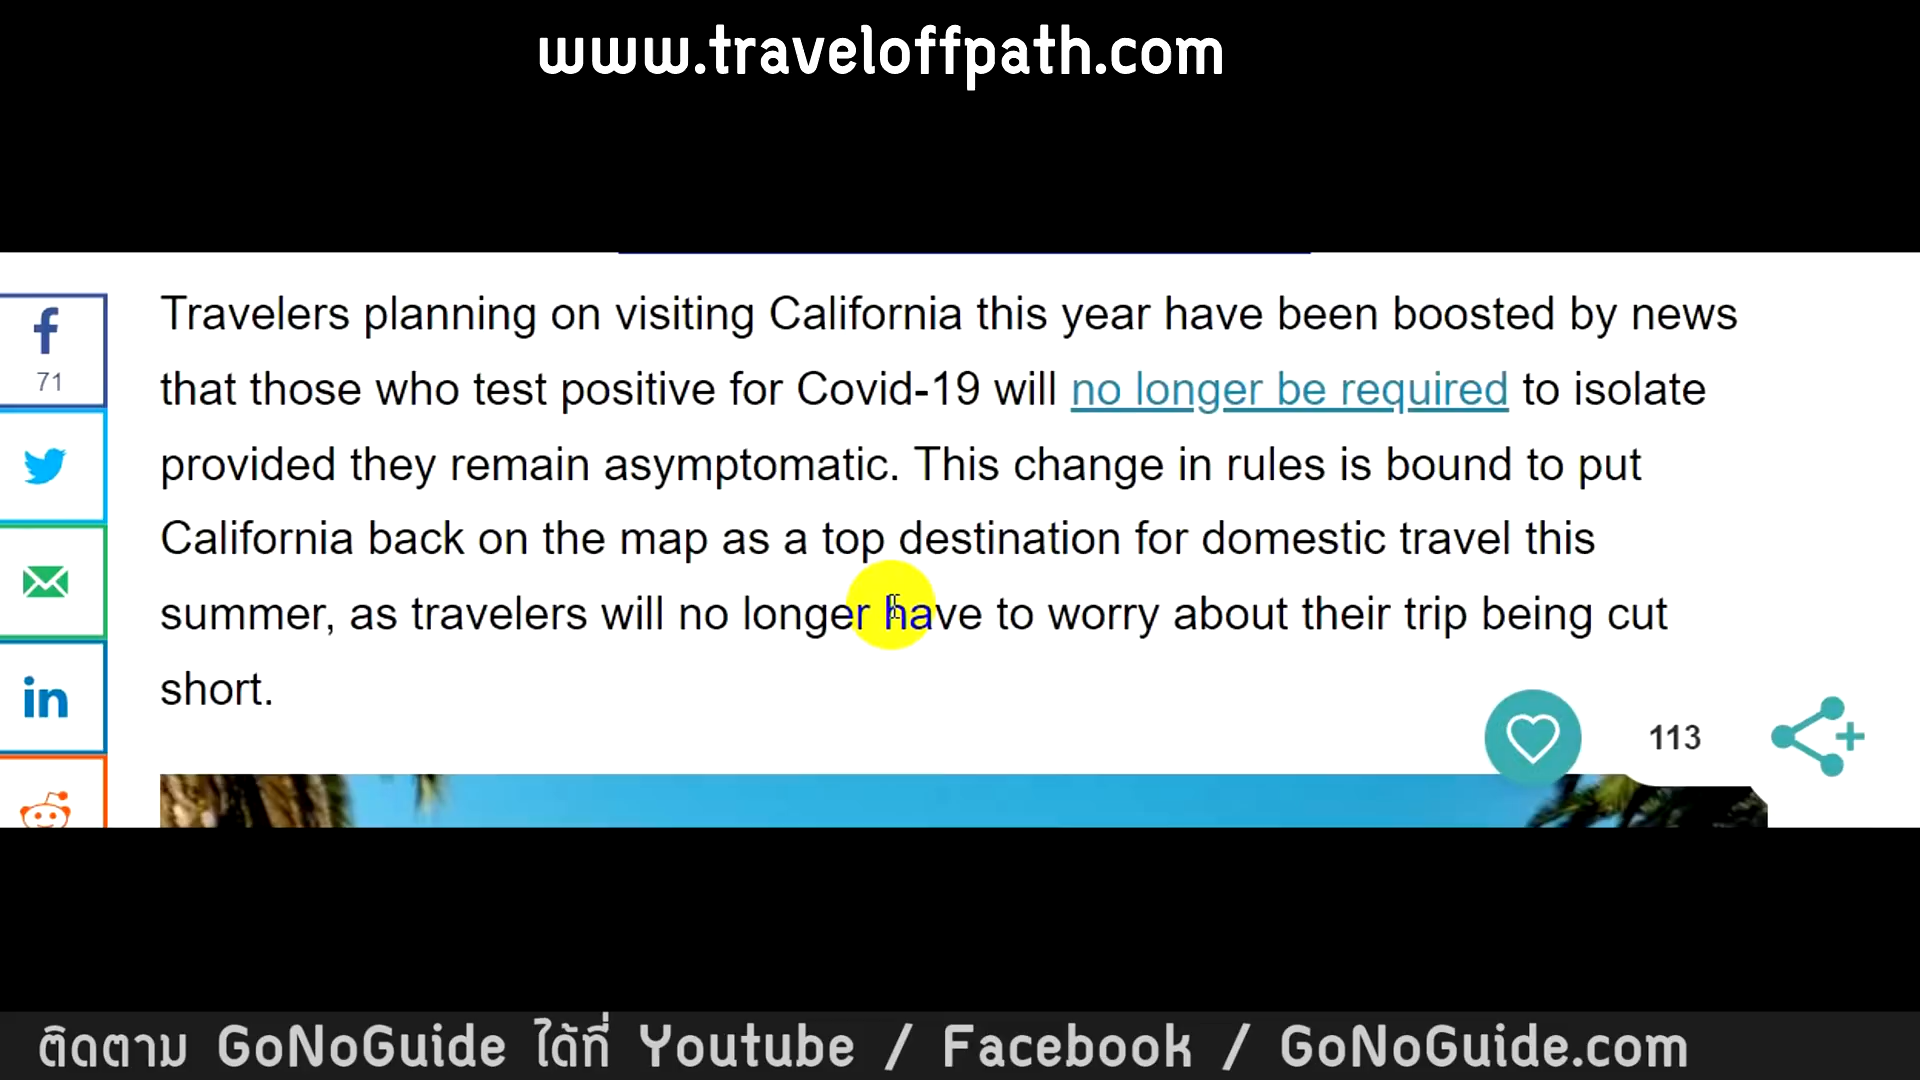 www.traveloffpath.com
Travelers planning on visiting California this year have been boosted by news
that those who test positive for Covid-19 will no longer be required to isolate
provided they remain asymptomatic. This change in rules is bound to put
California back on the map as a top destination for domestic travel this
summer, as travelers will no longer have to worry about their trip being cut
short.
71
in
113
ติดตาม GoNoGuide ได้ที่ Youtube / Facebook / GoNoGuide.com